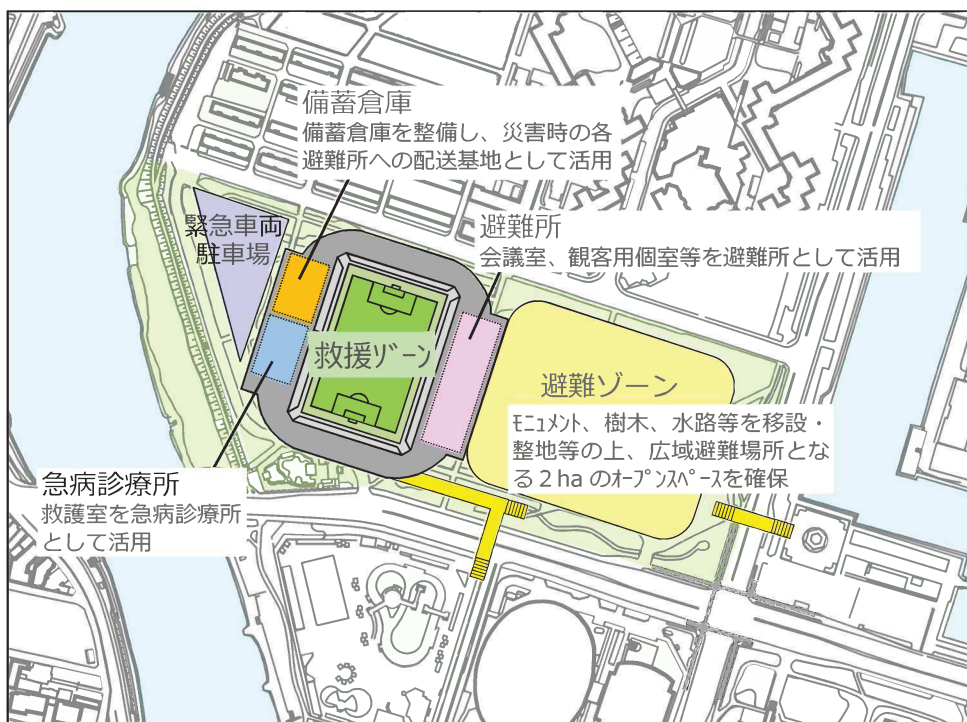 備蓄倉庫
備蓄倉庫を整備し、災害時の各
避難所への配送基地として活用
緊急車両
駐車場
避難所
会議室、観客用個室等を避難所として活用
救援ｿﾞｰﾝ
避難ゾーン
ﾓﾆｭﾒﾝﾄ、樹木、水路等を移設・
整地等の上、広域避難場所とな
る２haのｵｰﾌﾟﾝｽﾍﾟｰｽを確保
急病診療所
救護室を急病診療所
として活用